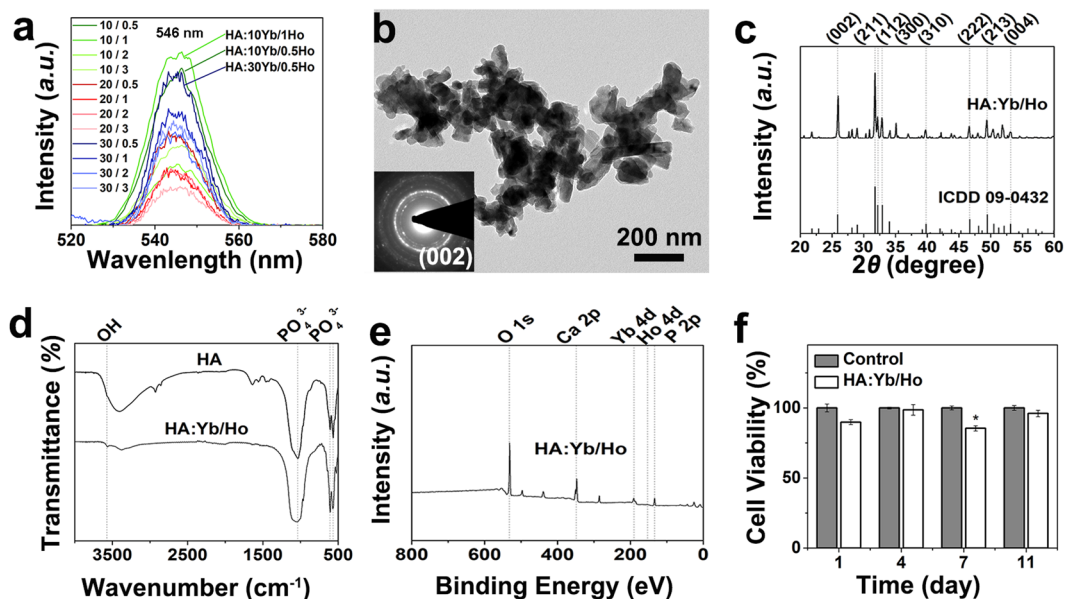 a
Intensity (a.u.)
10 / 0.5
10 / 1
10 / 2
10 / 3
20 / 0.5
20 / 1
20 / 2
20 / 3
30 / 0.5
30 / 1
30 / 2
30 / 3
546 nm
HA:10Yb/1Ho
HA:10Yb/0.5Ho
HA:30Yb/0.5Ho
520 540 560 580
Wavenlength (nm)
b
(002)
200 nm
c
Intensity (a.u.)
(002) (211) (112) (300) (310) (222) (213) (004)
HA:Yb/Ho
ICDD 09-0432
20 25 30 35 40 45 50 55 60
2θ (degree)
d
Transmittance (%)
OH PO₄³⁻ PO₄³⁻
HA
HA:Yb/Ho
3500 2500 1500 500
Wavenumber (cm⁻¹)
e
Intensity (a.u.)
O 1s Ca 2p Yb 4d Ho 4d P 2p
HA:Yb/Ho
800 600 400 200 0
Binding Energy (eV)
f
Cell Viability (%)
Control
HA:Yb/Ho
100
50
0
*
1 4 7 11
Time (day)